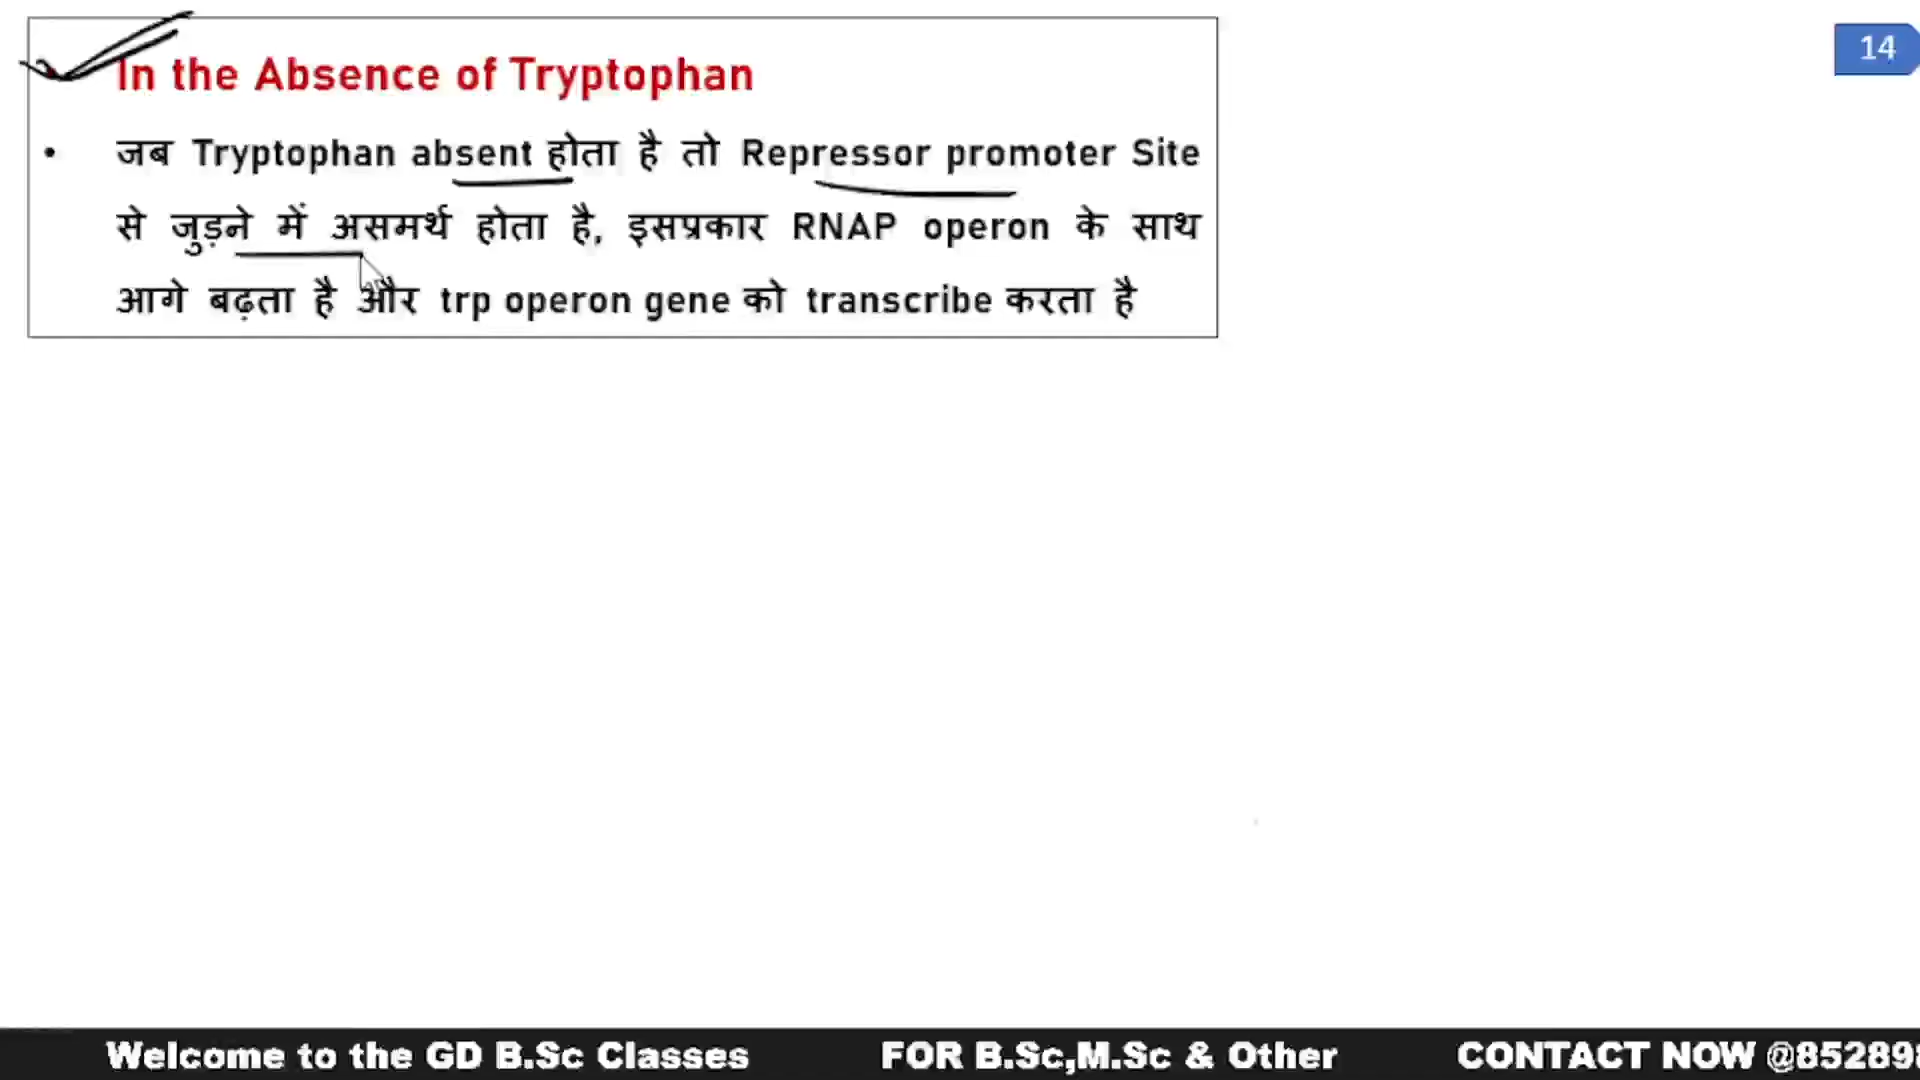 In the Absence of Tryptophan
14
• जब Tryptophan absent होता है तो Repressor promoter Site
से जुड़ने में असमर्थ होता है, इसप्रकार RNAP operon के साथ
आगे बढ़ता है और trp operon gene को transcribe करता है
Welcome to the GD B.Sc Classes FOR B.Sc,M.Sc & Other CONTACT NOW